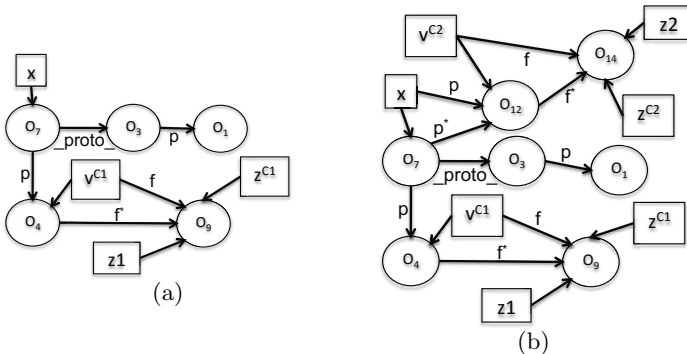 x
O₇
_proto_
O₃
p
O₁
p
v^C1
f
z^C1
O₄
f*
O₉
z1
(a)
v^C2
f
O₁₄
z2
x
p
O₁₂
f*
z^C2
p*
O₇
_proto_
O₃
p
O₁
p
v^C1
f
z^C1
O₄
f*
O₉
z1
(b)